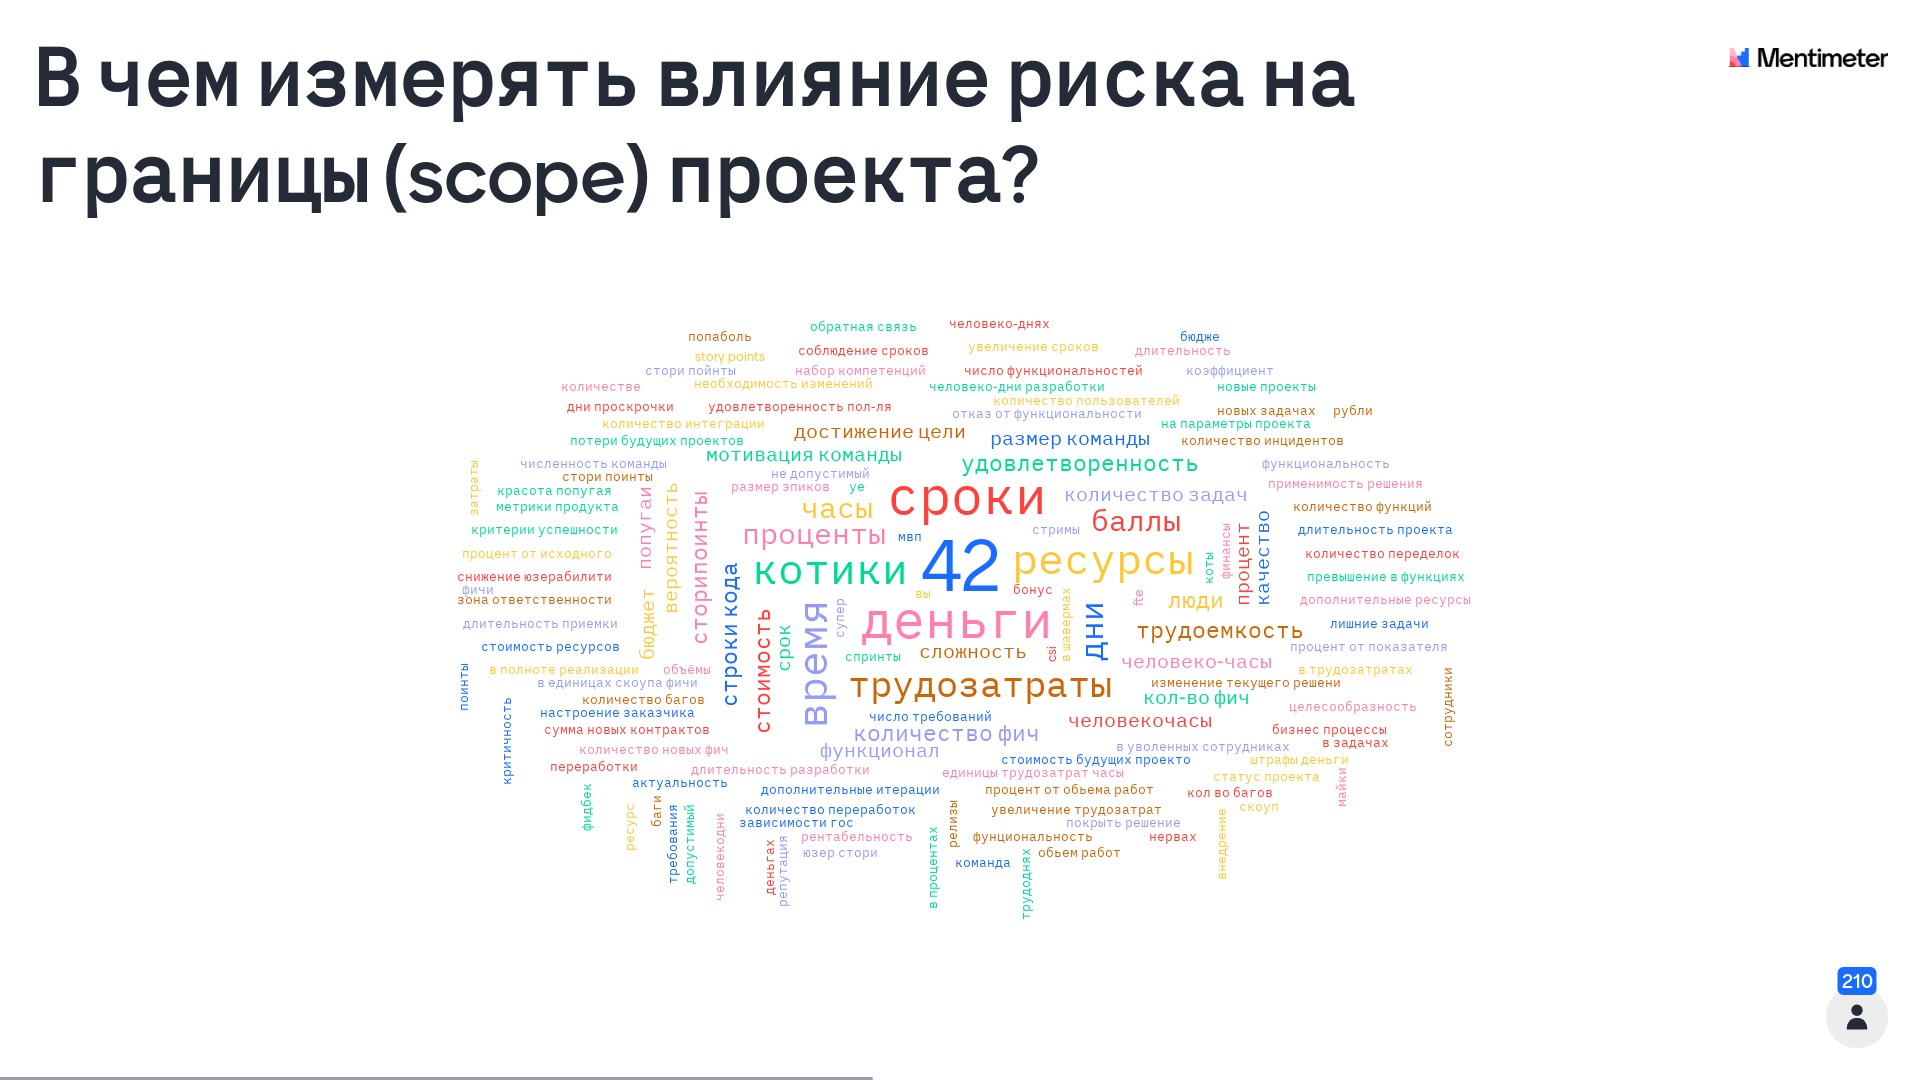 В чем измерять влияние риска на
границы (scope) проекта?
Mentimeter
обратная связь
человеко-днях
попаболь
бюдже
story points
соблюдение сроков
увеличение сроков
длительность
стори пойнты
набор компетенций
число функциональностей
коэффициент
количестве
необходимость изменений
человеко-дни разработки
новые проекты
дни проскрочки
удовлетворенность пол-ля
количество пользователей
отказ от функциональности
новых задачах
рубли
количество интеграции
достижение цели
на параметры проекта
потери будущих проектов
размер команды
количество инцидентов
мотивация команды
затраты
численность команды
не допустимый
удовлетворенность
функциональность
стори поинты
красота попугая
размер эпиков
уе
сроки
количество задач
применимость решения
метрики продукта
попугаи
вероятность
сторипоинты
часы
баллы
количество функций
критерии успешности
проценты
мвп
стримы
финансы
процент
качество
длительность проекта
процент от исходного
42
ресурсы
коты
количество переделок
снижение юзерабилити
котики
превышение в функциях
фичи
зона ответственности
бюджет
строки кода
вы
бонус
fte
люди
дополнительные ресурсы
длительность приемки
стоимость
срок
время
супер
деньги
в шавермах
дни
трудоемкость
лишние задачи
стоимость ресурсов
спринты
сложность
csi
человеко-часы
процент от показателя
поинты
в полноте реализации
объёмы
в трудозатратах
в единицах скоупа фичи
трудозатраты
изменение текущего решени
сотрудники
критичность
количество багов
кол-во фич
настроение заказчика
число требований
человекочасы
целесообразность
сумма новых контрактов
количество фич
бизнес процессы
количество новых фич
функционал
в уволенных сотрудниках
в задачах
переработки
длительность разработки
стоимость будущих проекто
штрафы деньги
единицы трудозатрат часы
статус проекта
майки
актуальность
дополнительные итерации
процент от обьема работ
кол во багов
фидбек
ресурс
баги
требования
допустимый
человекодни
количество переработок
релизы
увеличение трудозатрат
скоуп
внедрение
зависимости гос
покрыть решение
деньгах
репутация
рентабельность
в процентах
фунциональность
нервах
юзер стори
команда
трудоднях
обьем работ
210